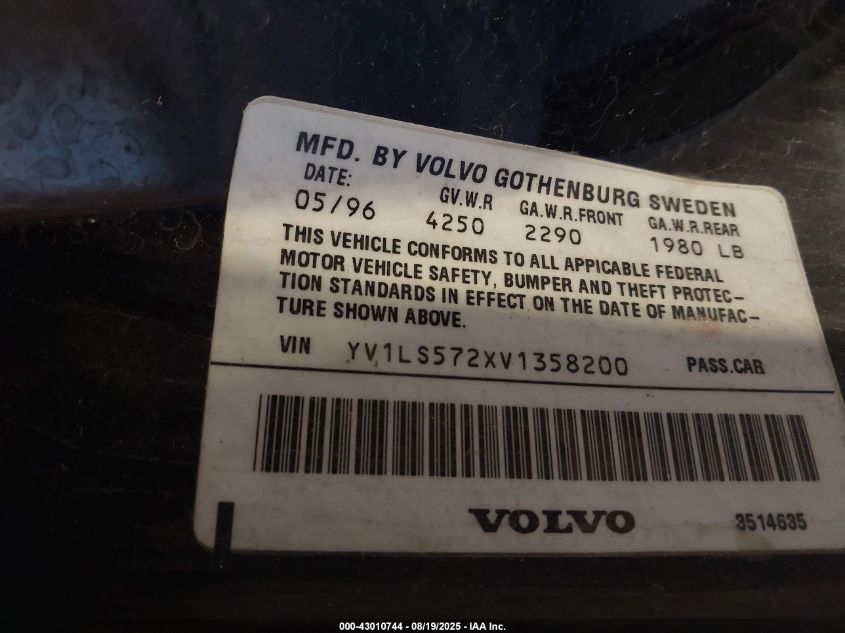 MFD. BY VOLVO GOTHENBURG SWEDEN
DATE: GV.W.R GA.W.R.FRONT GA.W.R.REAR
05/96 4250 2290 1980 LB
THIS VEHICLE CONFORMS TO ALL APPICABLE FEDERAL
MOTOR VEHICLE SAFETY, BUMPER AND THEFT PROTEC-
TION STANDARDS IN EFFECT ON THE DATE OF MANUFAC-
TURE SHOWN ABOVE.
VIN YV1LS572XV1358200 PASS.CAR
VOLVO 3514635
000-43010744 - 08/19/2025 - IAA Inc.